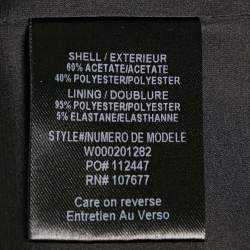 SHELL / EXTERIEUR
60% ACETATE/ACETATE
40% POLYESTER/POLYESTER
LINING / DOUBLURE
95% POLYESTER/POLYESTER
5% ELASTANE/ELASTHANNE
STYLE#/NUMERO DE MODELE
W000201282
PO# 112447
RN# 107677
Care on reverse
Entretien Au Verso